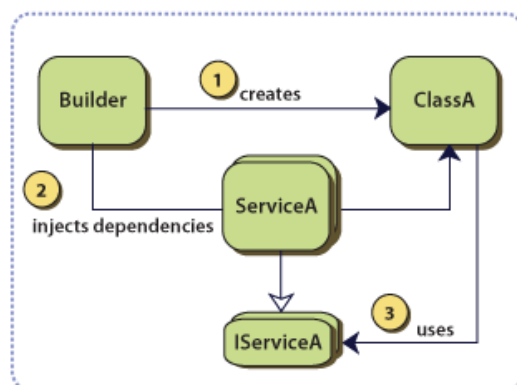 Builder
1
creates
ClassA
2
injects dependencies
ServiceA
IServiceA
3
uses